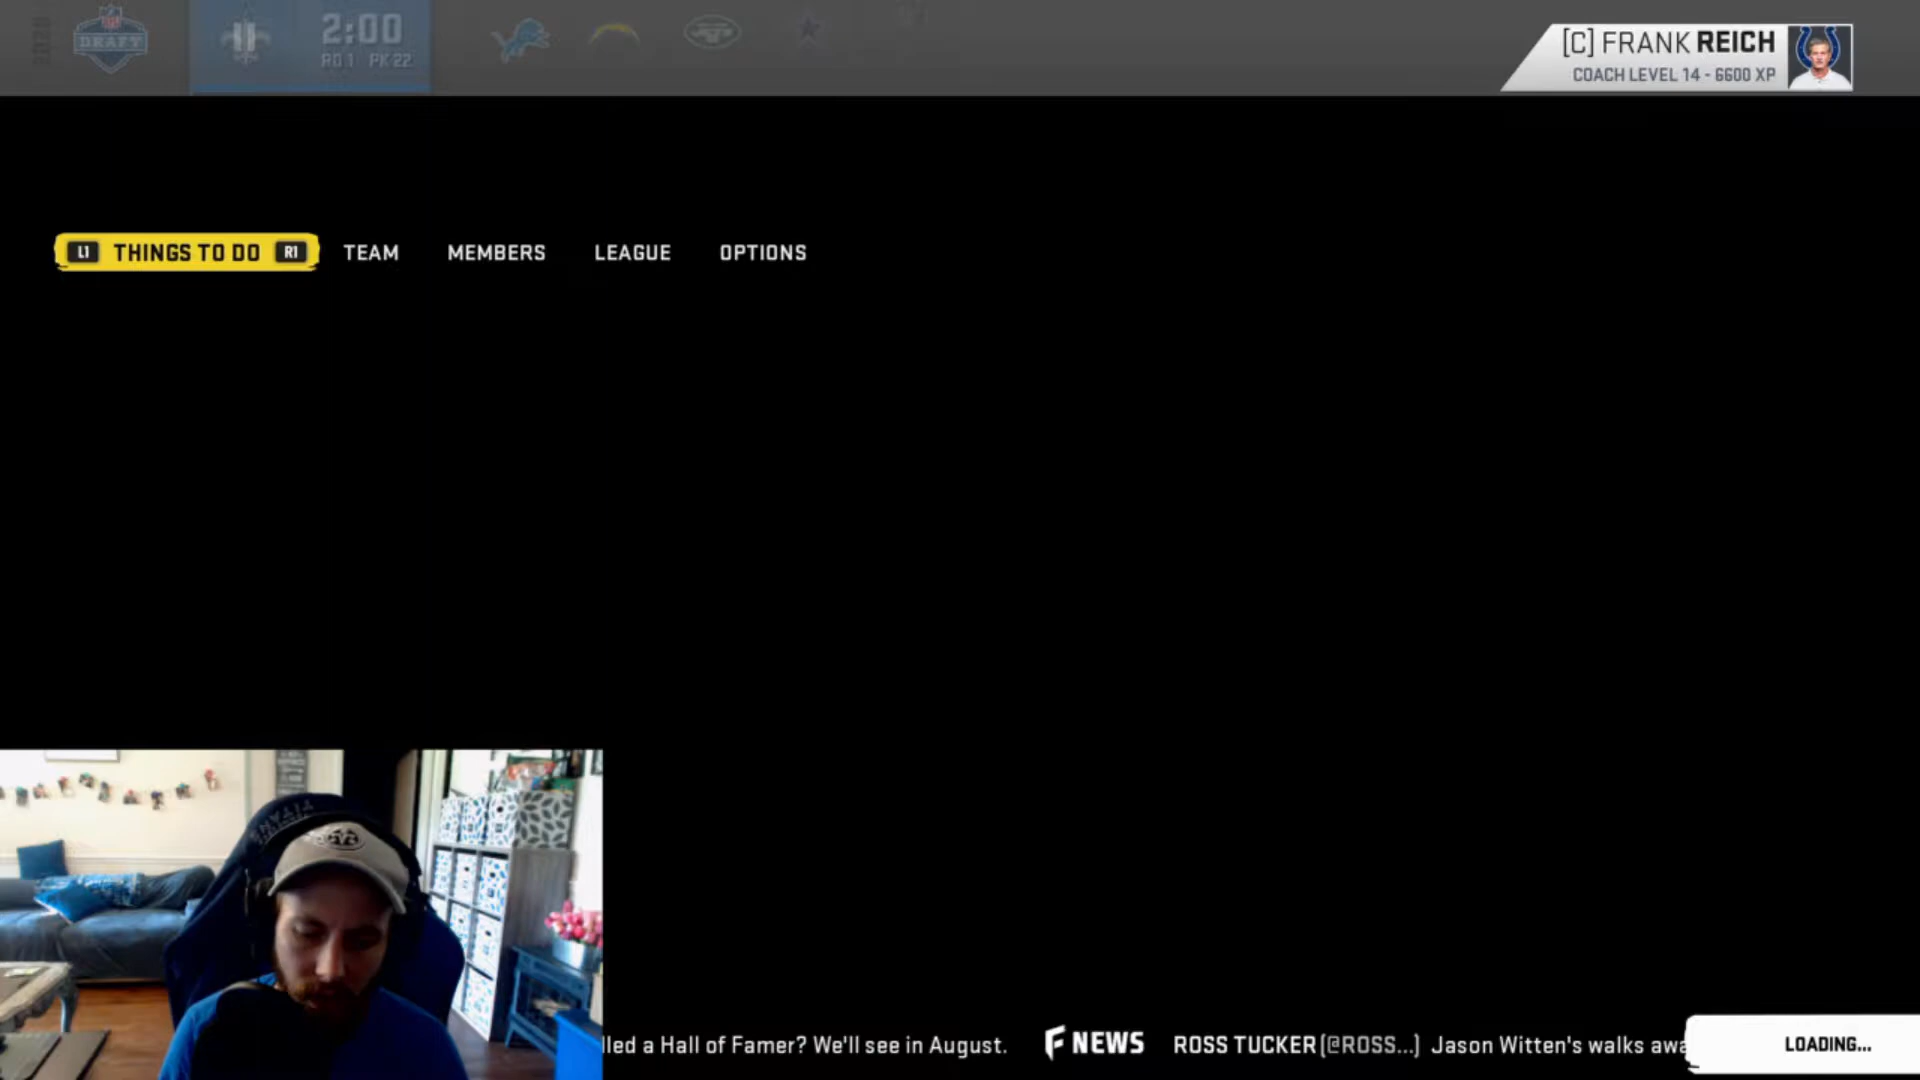 2020
NFL
DRAFT
2:00
RD 1 PK 22
[C] FRANK REICH
COACH LEVEL 14 - 6600 XP
L1 THINGS TO DO R1
TEAM
MEMBERS
LEAGUE
OPTIONS
lled a Hall of Famer? We'll see in August.
F NEWS
ROSS TUCKER (@ROSS...) Jason Witten's walks awa
LOADING...